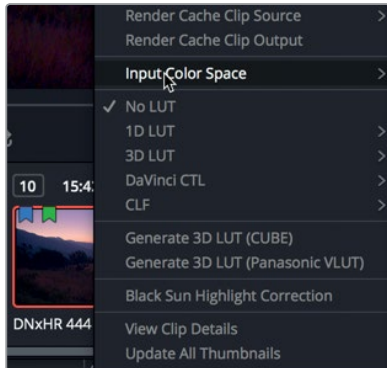 Render Cache Clip Source
Render Cache Clip Output
Input Color Space
No LUT
1D LUT
3D LUT
10
DaVinci CTL
CLF
Generate 3D LUT (CUBE)
Generate 3D LUT (Panasonic VLUT)
Black Sun Highlight Correction
DNxHR 444
View Clip Details
Update All Thumbnails